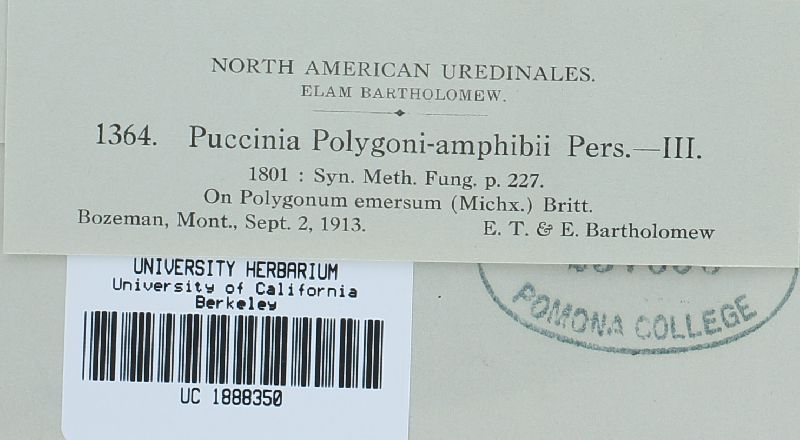 NORTH AMERICAN UREDINALES.
ELAM BARTHOLOMEW.
1364. Puccinia Polygoni-amphibii Pers.—III.
1801 : Syn. Meth. Fung. p. 227.
On Polygonum emersum (Michx.) Britt.
Bozeman, Mont., Sept. 2, 1913. E. T. & E. Bartholomew
UNIVERSITY HERBARIUM
University of California
Berkeley
UC 1888350
POMONA COLLEGE